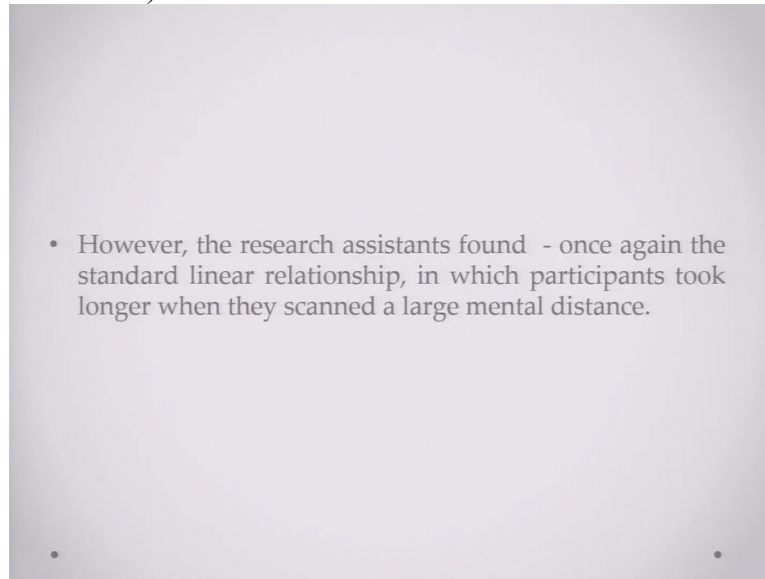 • However, the research assistants found - once again the
standard linear relationship, in which participants took
longer when they scanned a large mental distance.